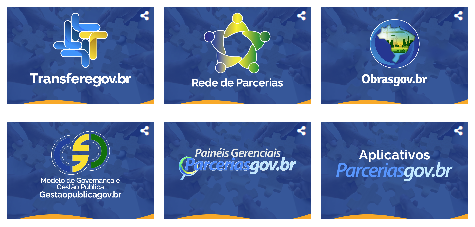 Transferegov.br
Rede de Parcerias
Obrasgov.br
Modelo de Governança e
Gestão Pública
Gestaopublicagov.br
Painéis Gerenciais
Parceriasgov.br
Aplicativos
Parceriasgov.br